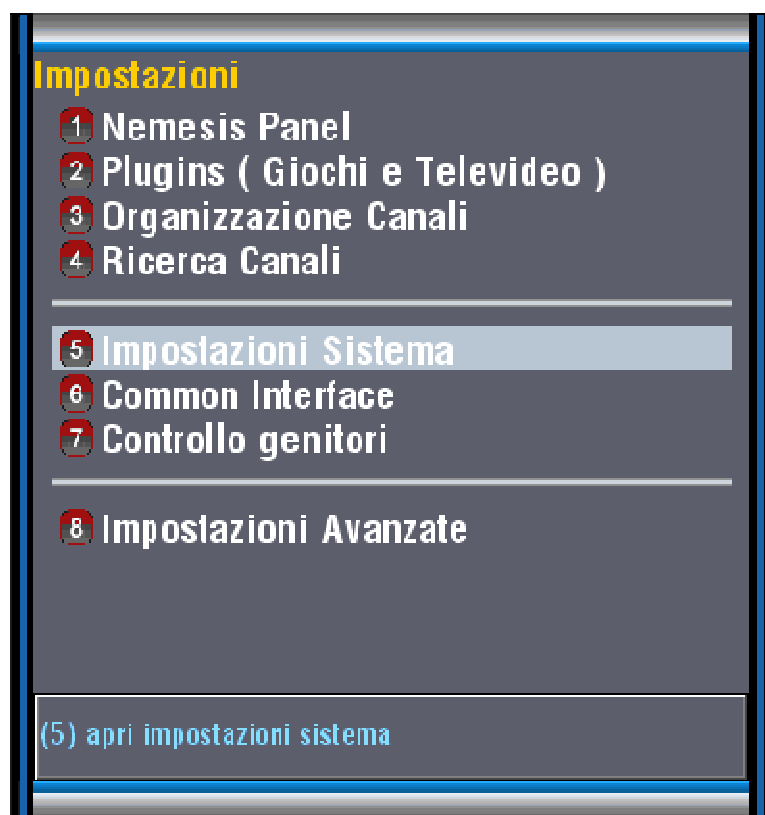 Impostazioni
1 Nemesis Panel
2 Plugins ( Giochi e Televideo )
3 Organizzazione Canali
4 Ricerca Canali
5 Impostazioni Sistema
6 Common Interface
7 Controllo genitori
8 Impostazioni Avanzate
(5) apri impostazioni sistema